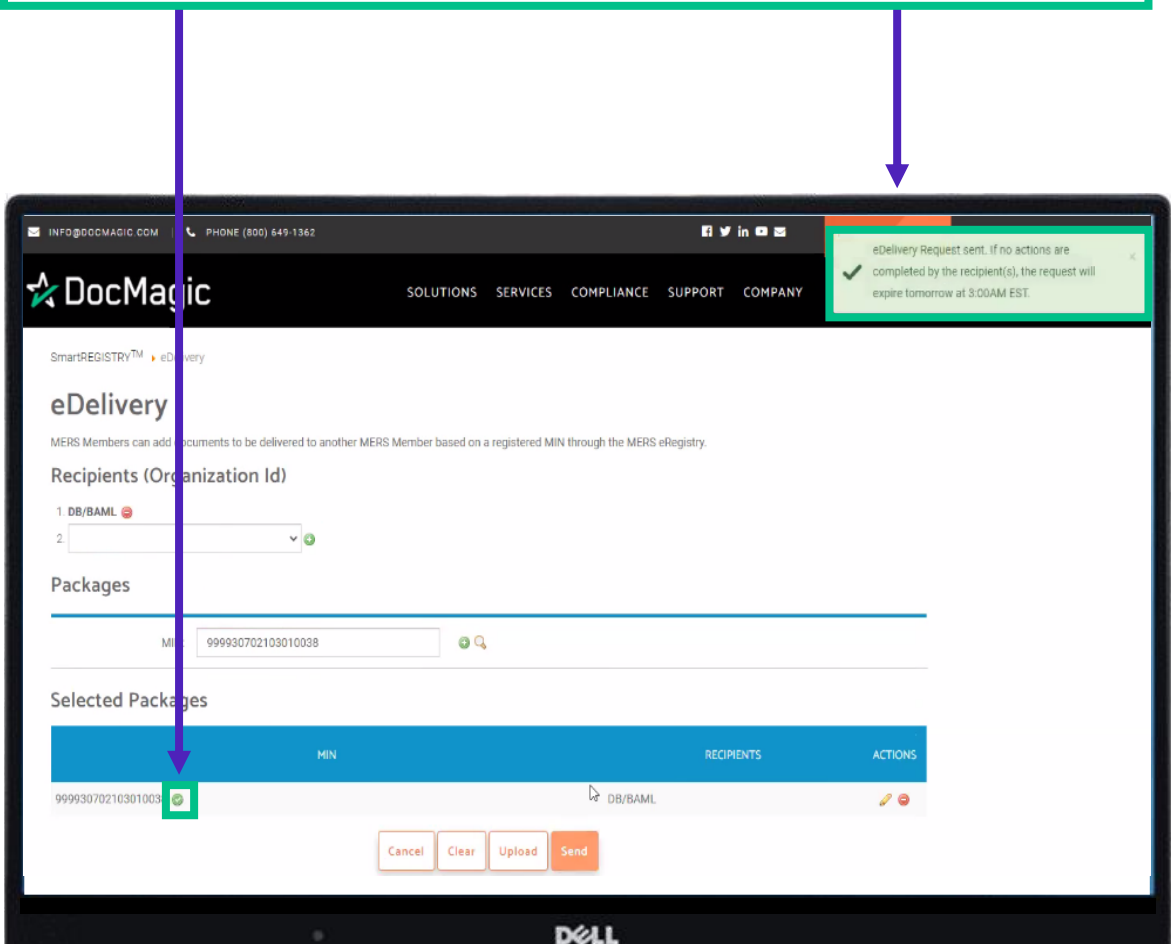 INFO@DOCMAGIC.COM | PHONE (800) 649-1362
eDelivery Request sent. If no actions are
completed by the recipient(s), the request will
expire tomorrow at 3:00AM EST.
DocMagic
SOLUTIONS SERVICES COMPLIANCE SUPPORT COMPANY
SmartREGISTRY™ eDelivery
eDelivery
MERS Members can add documents to be delivered to another MERS Member based on a registered MIN through the MERS eRegistry.
Recipients (Organization Id)
1. DB/BAML
2.
Packages
999930702103010038
Selected Packages
MIN RECIPIENTS ACTIONS
999930702103010038 DB/BAML
Cancel Clear Upload Send
DELL